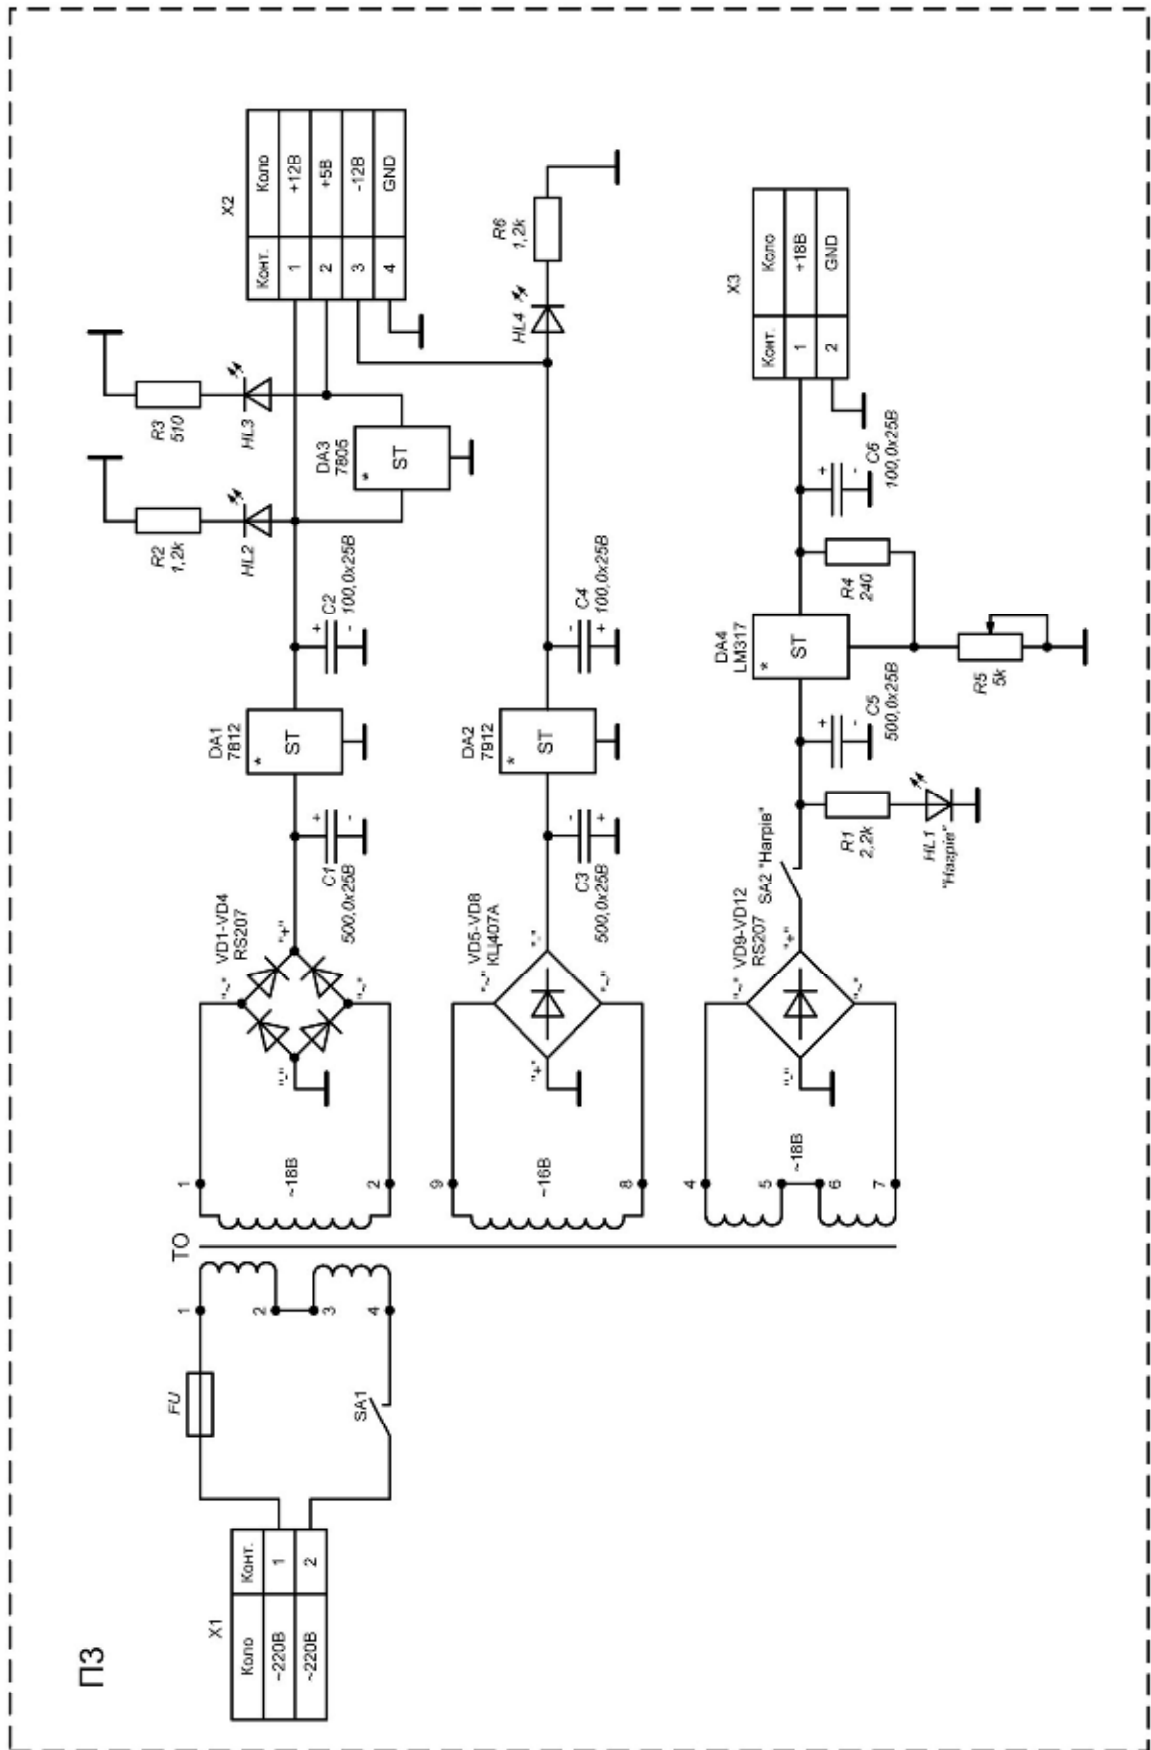 ПЗ
X1
Коло Конт.
~220В 1
~220В 2
FU
SA1
1
2
3
4
ТО
1
~18В
2
9
~16В
8
4
5
~18В
6
7
"~" VD1-VD4
RS207
"+"
"-"
"~"
"~" VD5-VD8
КЦ407А
"-"
"+"
"~"
"~" VD9-VD12
RS207
"+"
"-"
"~"
SA2 "Нагрів"
C1
500,0x25В
+
-
DA1
7812
*
ST
C2
100,0x25В
+
-
R2
1,2k
HL2
R3
510
HL3
DA3
7805
*
ST
X2
Конт. Коло
1 +12В
2 +5В
3 -12В
4 GND
C3
500,0x25В
-
+
DA2
7912
*
ST
C4
100,0x25В
-
+
HL4
R6
1,2k
R1
2,2k
HL1
"Нагрів"
C5
500,0x25В
+
-
DA4
LM317
*
ST
R4
240
R5
5k
C6
100,0x25В
+
-
X3
Конт. Коло
1 +18В
2 GND